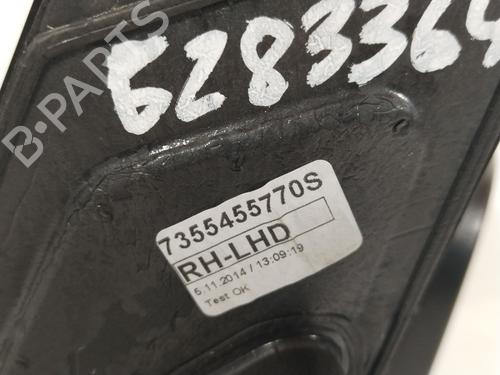 6283364
B-PARTS
7355455770S
RH-LHD
5.11.2014 / 13:09:19
Test OK